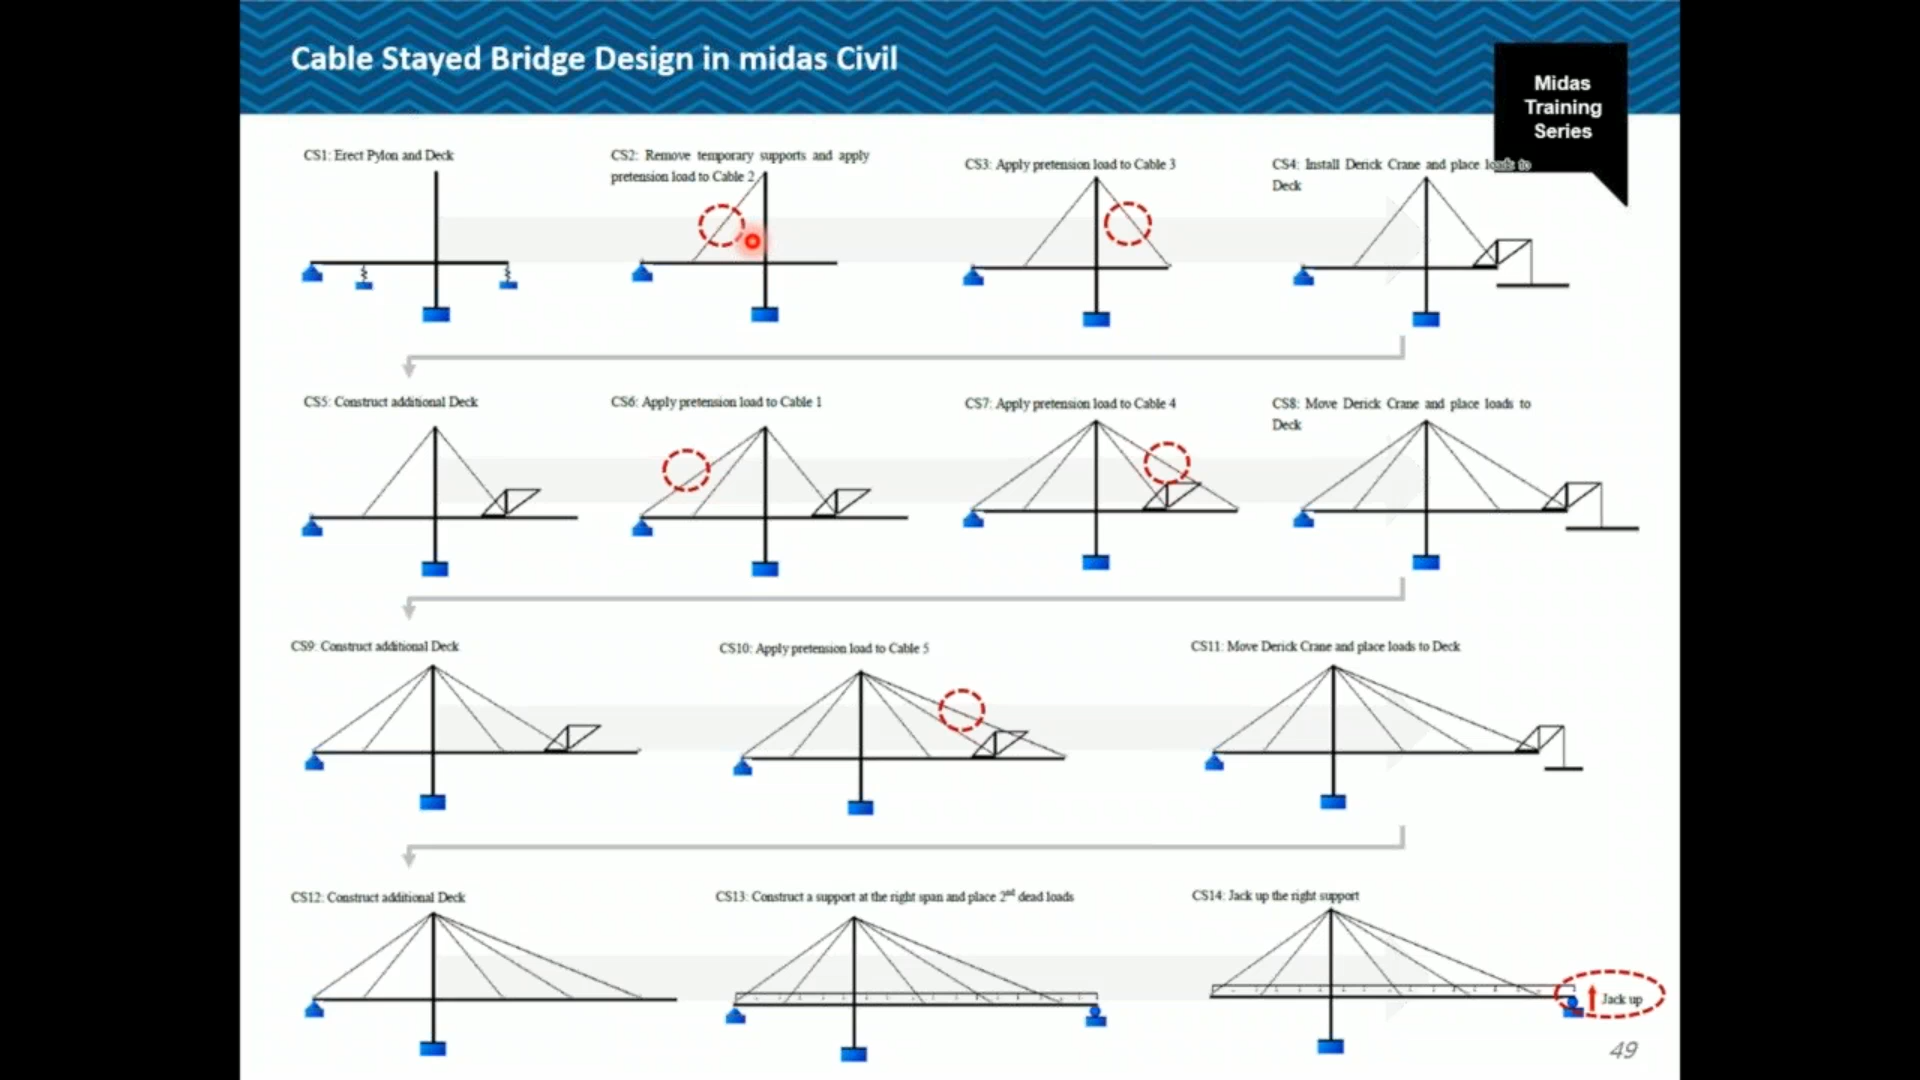 Cable Stayed Bridge Design in midas Civil
Midas
Training
Series
CS1: Erect Pylon and Deck
CS2: Remove temporary supports and apply
pretension load to Cable 2
CS3: Apply pretension load to Cable 3
CS4: Install Derick Crane and place loads to
Deck
CS5: Construct additional Deck
CS6: Apply pretension load to Cable 1
CS7: Apply pretension load to Cable 4
CS8: Move Derick Crane and place loads to
Deck
CS9: Construct additional Deck
CS10: Apply pretension load to Cable 5
CS11: Move Derick Crane and place loads to Deck
CS12: Construct additional Deck
CS13: Construct a support at the right span and place 2nd dead loads
CS14: Jack up the right support
Jack up
49